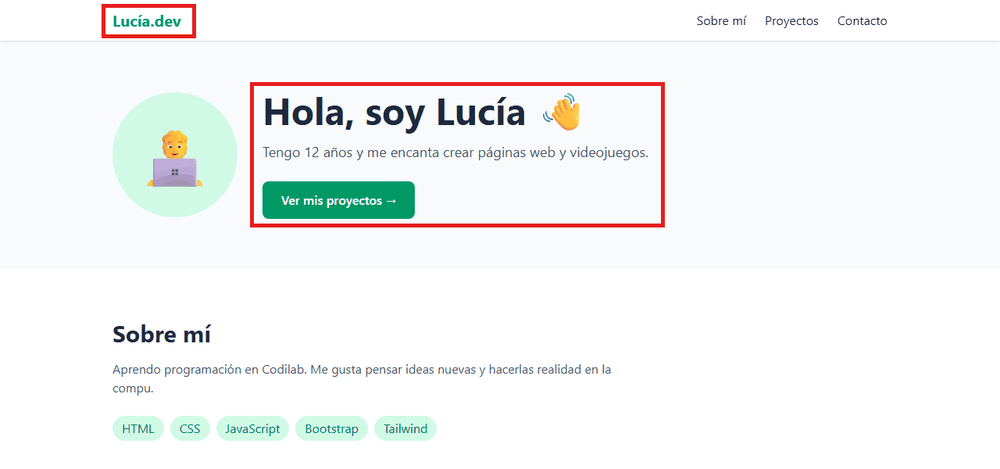 Lucía.dev
Sobre mí Proyectos Contacto
Hola, soy Lucía 👋
Tengo 12 años y me encanta crear páginas web y videojuegos.
Ver mis proyectos →
Sobre mí
Aprendo programación en Codilab. Me gusta pensar ideas nuevas y hacerlas realidad en la
compu.
HTML CSS JavaScript Bootstrap Tailwind